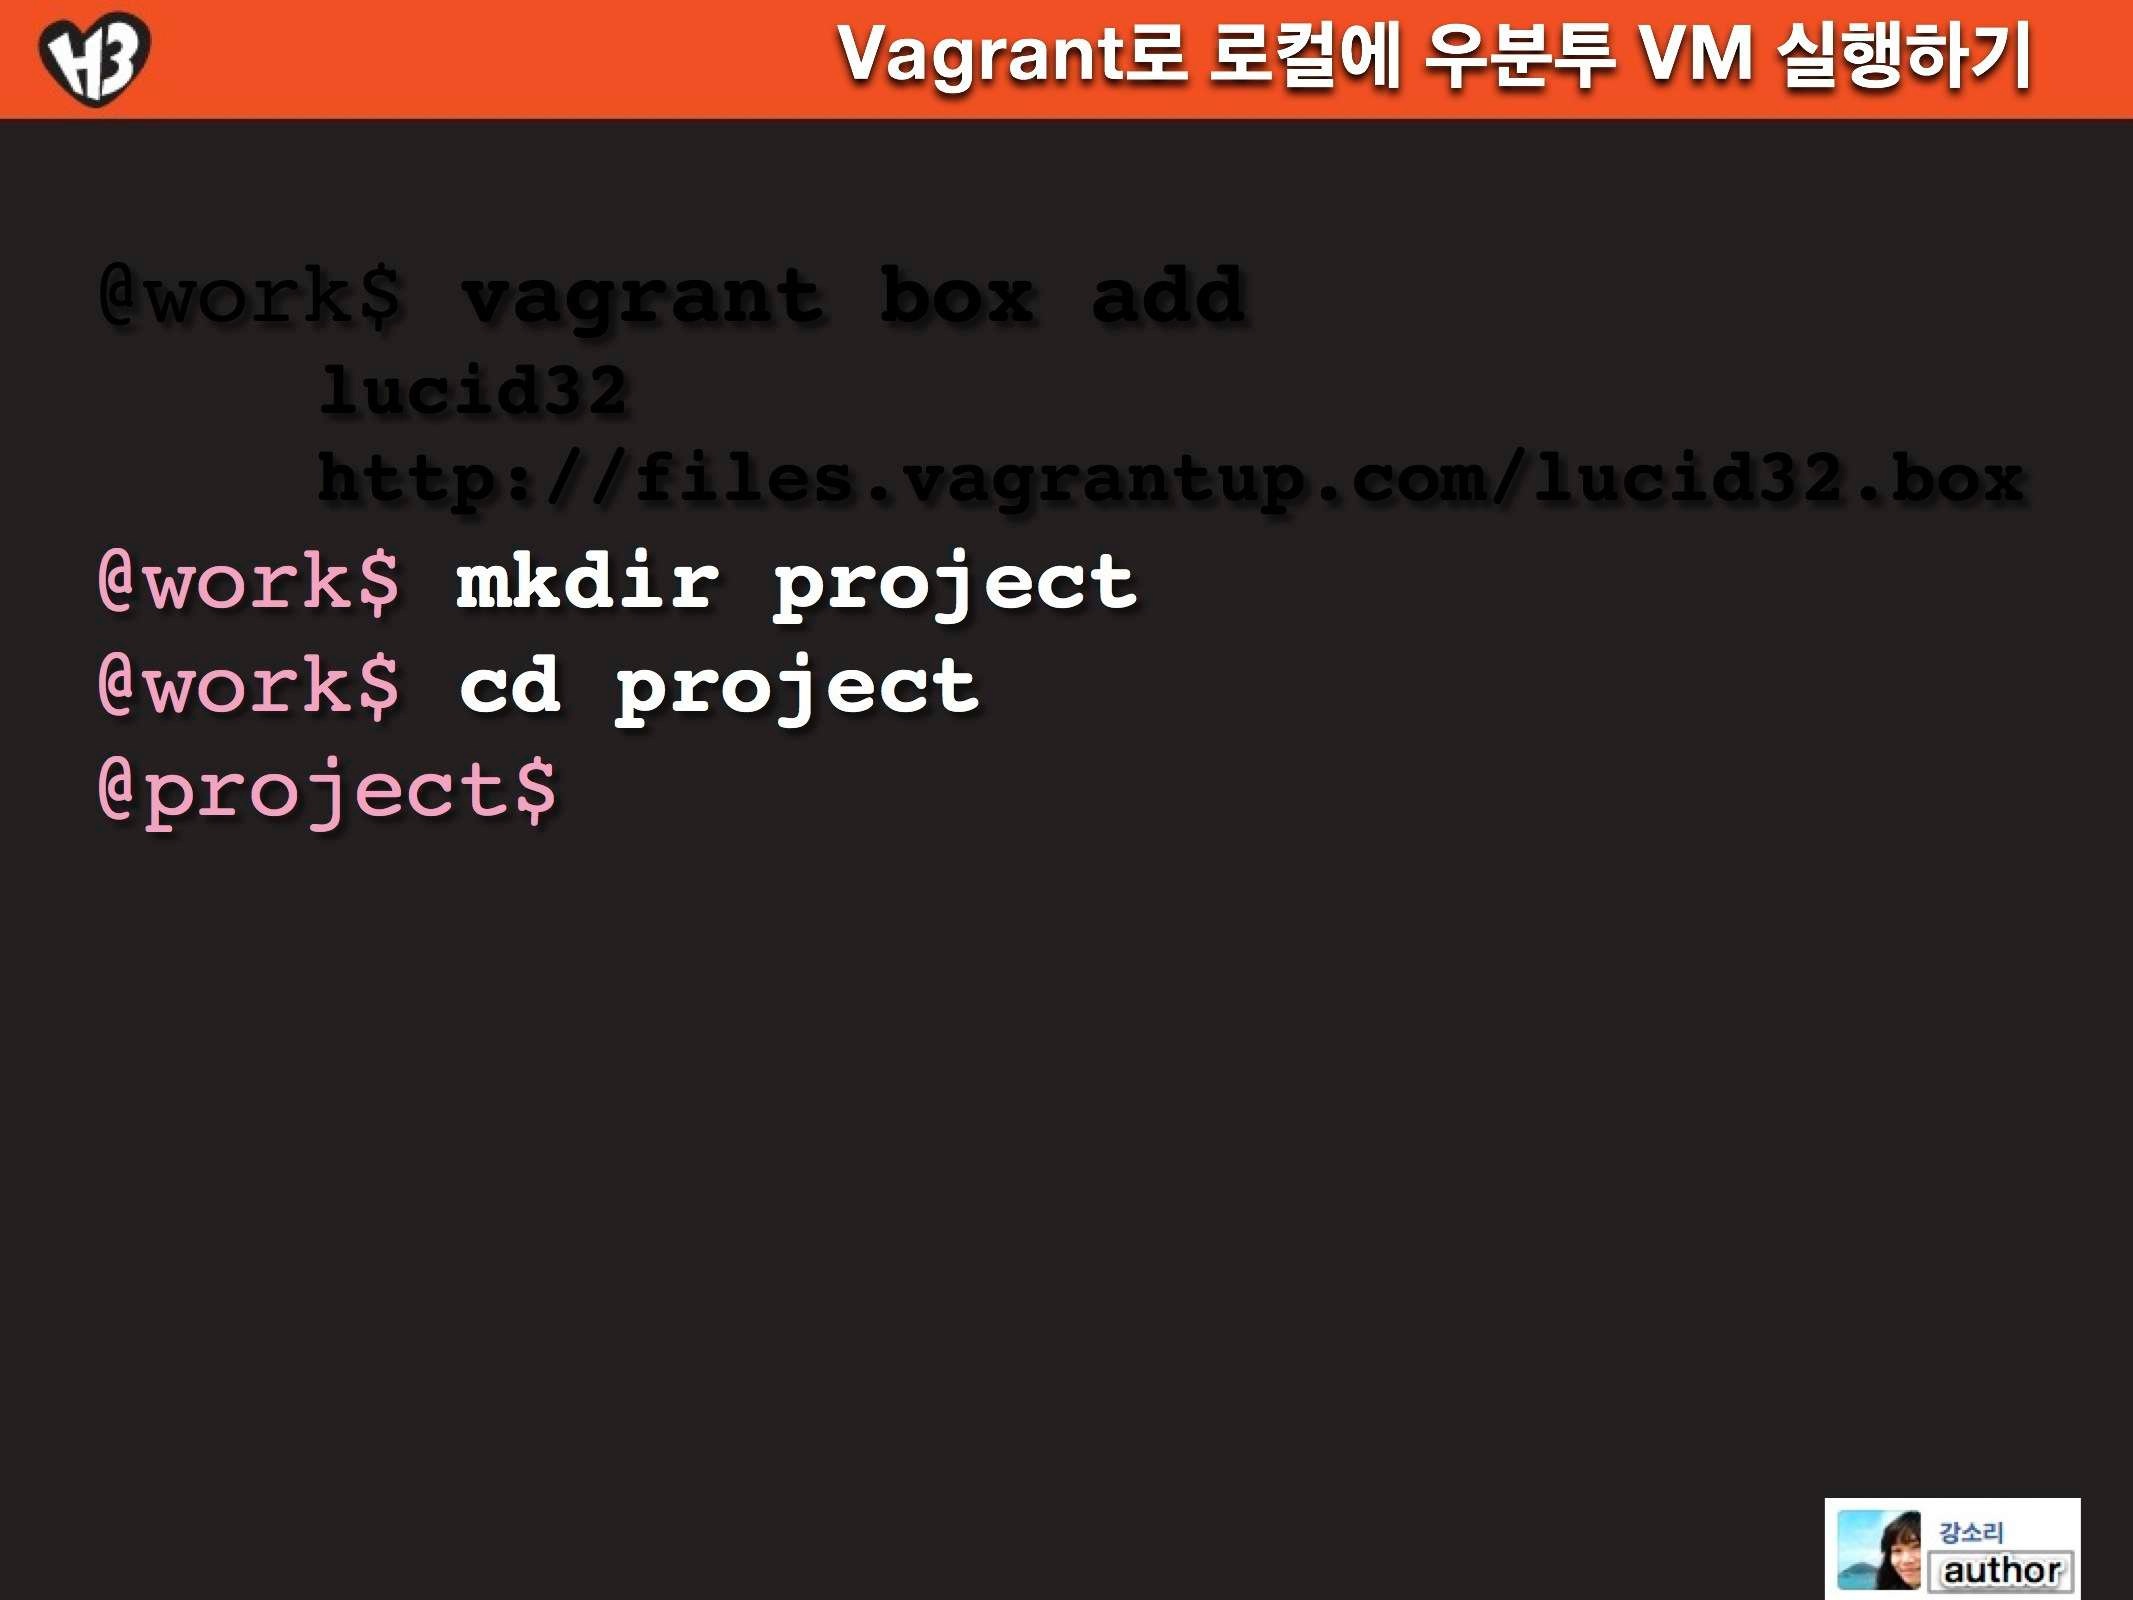 H3
Vagrant로 로컬에 우분투 VM 실행하기
@work$ vagrant box add
lucid32
http://files.vagrantup.com/lucid32.box
@work$ mkdir project
@work$ cd project
@project$
강소리
author